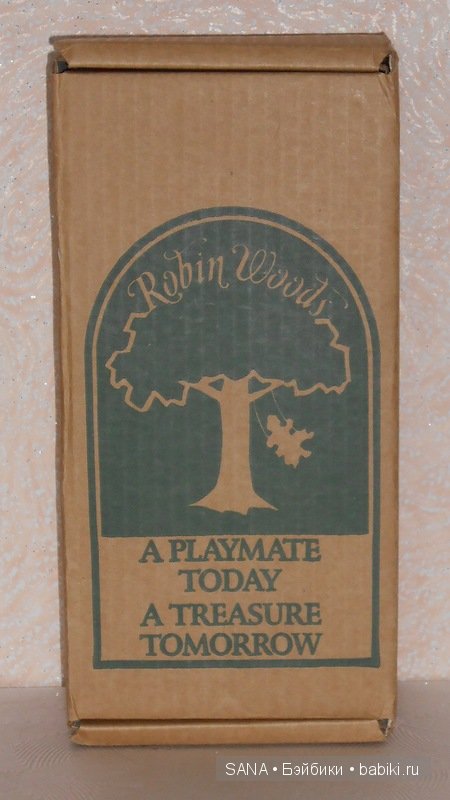 Robin Woods
A PLAYMATE
TODAY
A TREASURE
TOMORROW
SANA • Бэйбики • babiki.ru